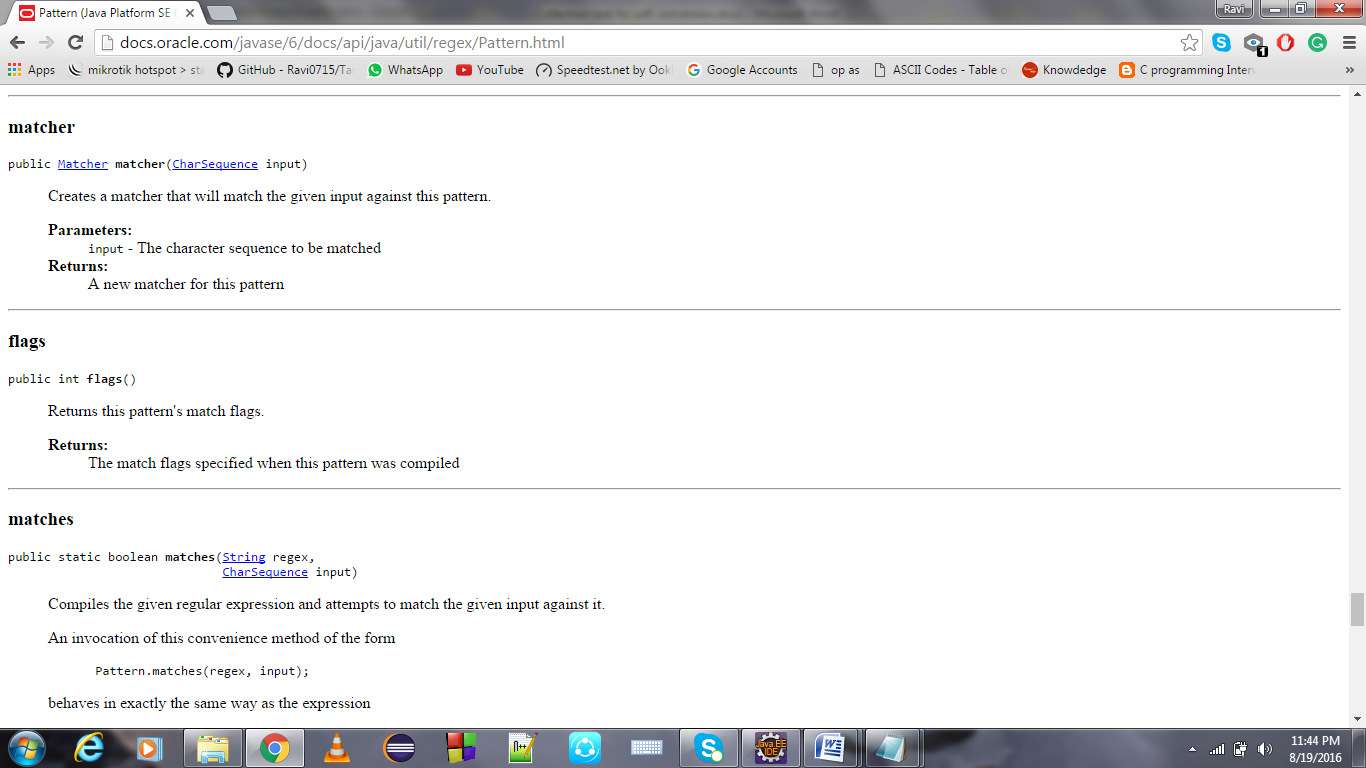 Pattern (Java Platform SE
Ravi
docs.oracle.com/javase/6/docs/api/java/util/regex/Pattern.html
1
Apps
mikrotik hotspot > sta
GitHub - Ravi0715/Ta
WhatsApp
YouTube
Speedtest.net by Ookl
Google Accounts
op as
ASCII Codes - Table o
Knowdedge
C programming Inter
»
matcher
public Matcher matcher(CharSequence input)
Creates a matcher that will match the given input against this pattern.
Parameters:
input - The character sequence to be matched
Returns:
A new matcher for this pattern
flags
public int flags()
Returns this pattern's match flags.
Returns:
The match flags specified when this pattern was compiled
matches
public static boolean matches(String regex,
CharSequence input)
Compiles the given regular expression and attempts to match the given input against it.
An invocation of this convenience method of the form
Pattern.matches(regex, input);
behaves in exactly the same way as the expression
Java EE
IDE
11:44 PM
8/19/2016